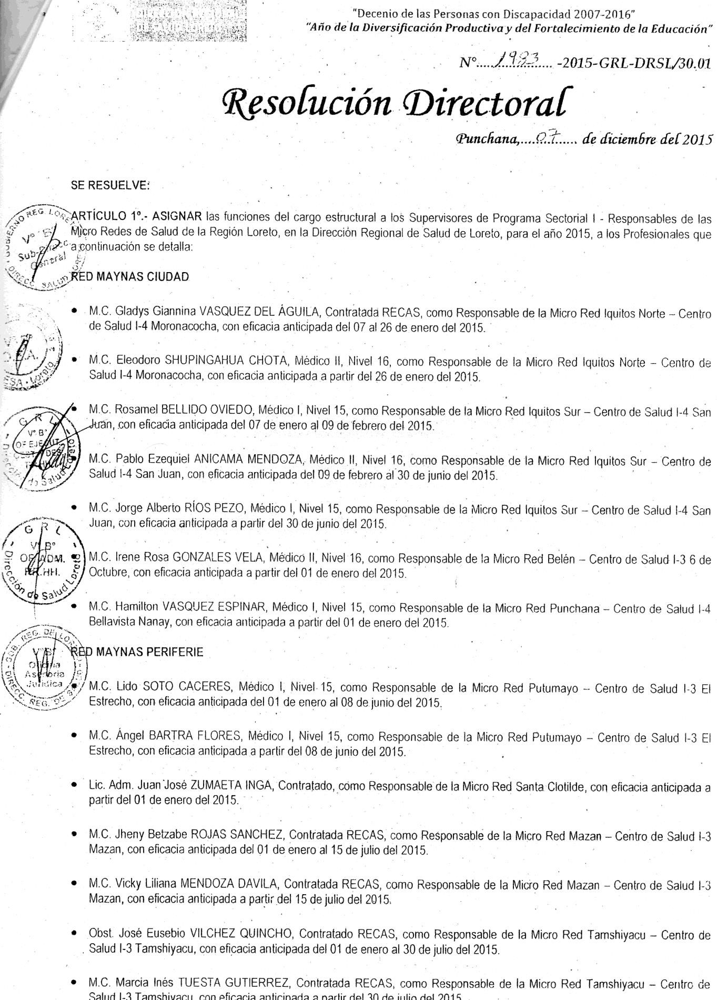 "Decenio de las Personas con Discapacidad 2007-2016"
"Año de la Diversificación Productiva y del Fortalecimiento de la Educación"
N°.....1983..... -2015-GRL-DRSL/30.01
Resolución Directoral
Punchana,....07...... de diciembre del 2015
SE RESUELVE:
ARTÍCULO 1º.- ASIGNAR las funciones del cargo estructural a los Supervisores de Programa Sectorial I - Responsables de las
Micro Redes de Salud de la Región Loreto, en la Dirección Regional de Salud de Loreto, para el año 2015, a los Profesionales que
a continuación se detalla:
RED MAYNAS CIUDAD
• M.C. Gladys Giannina VASQUEZ DEL ÁGUILA, Contratada RECAS, como Responsable de la Micro Red Iquitos Norte – Centro
de Salud I-4 Moronacocha, con eficacia anticipada del 07 al 26 de enero del 2015.
• M.C. Eleodoro SHUPINGAHUA CHOTA, Médico II, Nivel 16, como Responsable de la Micro Red Iquitos Norte – Centro de
Salud I-4 Moronacocha, con eficacia anticipada a partir del 26 de enero del 2015.
• M.C. Rosamel BELLIDO OVIEDO, Médico I, Nivel 15, como Responsable de la Micro Red Iquitos Sur – Centro de Salud I-4 San
Juan, con eficacia anticipada del 07 de enero al 09 de febrero del 2015.
• M.C. Pablo Ezequiel ANICAMA MENDOZA, Médico II, Nivel 16, como Responsable de la Micro Red Iquitos Sur – Centro de
Salud I-4 San Juan, con eficacia anticipada del 09 de febrero al 30 de junio del 2015.
• M.C. Jorge Alberto RÍOS PEZO, Médico I, Nivel 15, como Responsable de la Micro Red Iquitos Sur – Centro de Salud I-4 San
Juan, con eficacia anticipada a partir del 30 de junio del 2015.
• M.C. Irene Rosa GONZALES VELA, Médico II, Nivel 16, como Responsable de la Micro Red Belén – Centro de Salud I-3 6 de
Octubre, con eficacia anticipada a partir del 01 de enero del 2015.
• M.C. Hamilton VASQUEZ ESPINAR, Médico I, Nivel 15, como Responsable de la Micro Red Punchana – Centro de Salud I-4
Bellavista Nanay, con eficacia anticipada a partir del 01 de enero del 2015.
RED MAYNAS PERIFERIE
• M.C. Lido SOTO CACERES, Médico I, Nivel 15, como Responsable de la Micro Red Putumayo – Centro de Salud I-3 El
Estrecho, con eficacia anticipada del 01 de enero al 08 de junio del 2015.
• M.C. Ángel BARTRA FLORES, Médico I, Nivel 15, como Responsable de la Micro Red Putumayo – Centro de Salud I-3 El
Estrecho, con eficacia anticipada a partir del 08 de junio del 2015.
• Lic. Adm. Juan José ZUMAETA INGA, Contratado, como Responsable de la Micro Red Santa Clotilde, con eficacia anticipada a
partir del 01 de enero del 2015.
• M.C. Jheny Betzabe ROJAS SANCHEZ, Contratada RECAS, como Responsable de la Micro Red Mazan – Centro de Salud I-3
Mazan, con eficacia anticipada del 01 de enero al 15 de julio del 2015.
• M.C. Vicky Liliana MENDOZA DAVILA, Contratada RECAS, como Responsable de la Micro Red Mazan – Centro de Salud I-3
Mazan, con eficacia anticipada a partir del 15 de julio del 2015.
• Obst. José Eusebio VILCHEZ QUINCHO, Contratado RECAS, como Responsable de la Micro Red Tamshiyacu – Centro de
Salud I-3 Tamshiyacu, con eficacia anticipada del 01 de enero al 30 de julio del 2015.
• M.C. Marcia Inés TUESTA GUTIERREZ, Contratada RECAS, como Responsable de la Micro Red Tamshiyacu – Centro de
Salud I-3 Tamshiyacu, con eficacia anticipada a partir del 30 de julio del 2015
GOBIERNO REG. LORETO
V° B°
Sub-
General
DIRECC. SALUD
Loreto
G R L
V° B°
Dirección de Salud Loreto
G R L
V° B°
OF. ADM.
RR.HH.
Dirección de Salud Loreto
GOB. REG. DE LORETO
V° B°
Oficina
Asesoria
Juridica
DIRECC. REG. DE